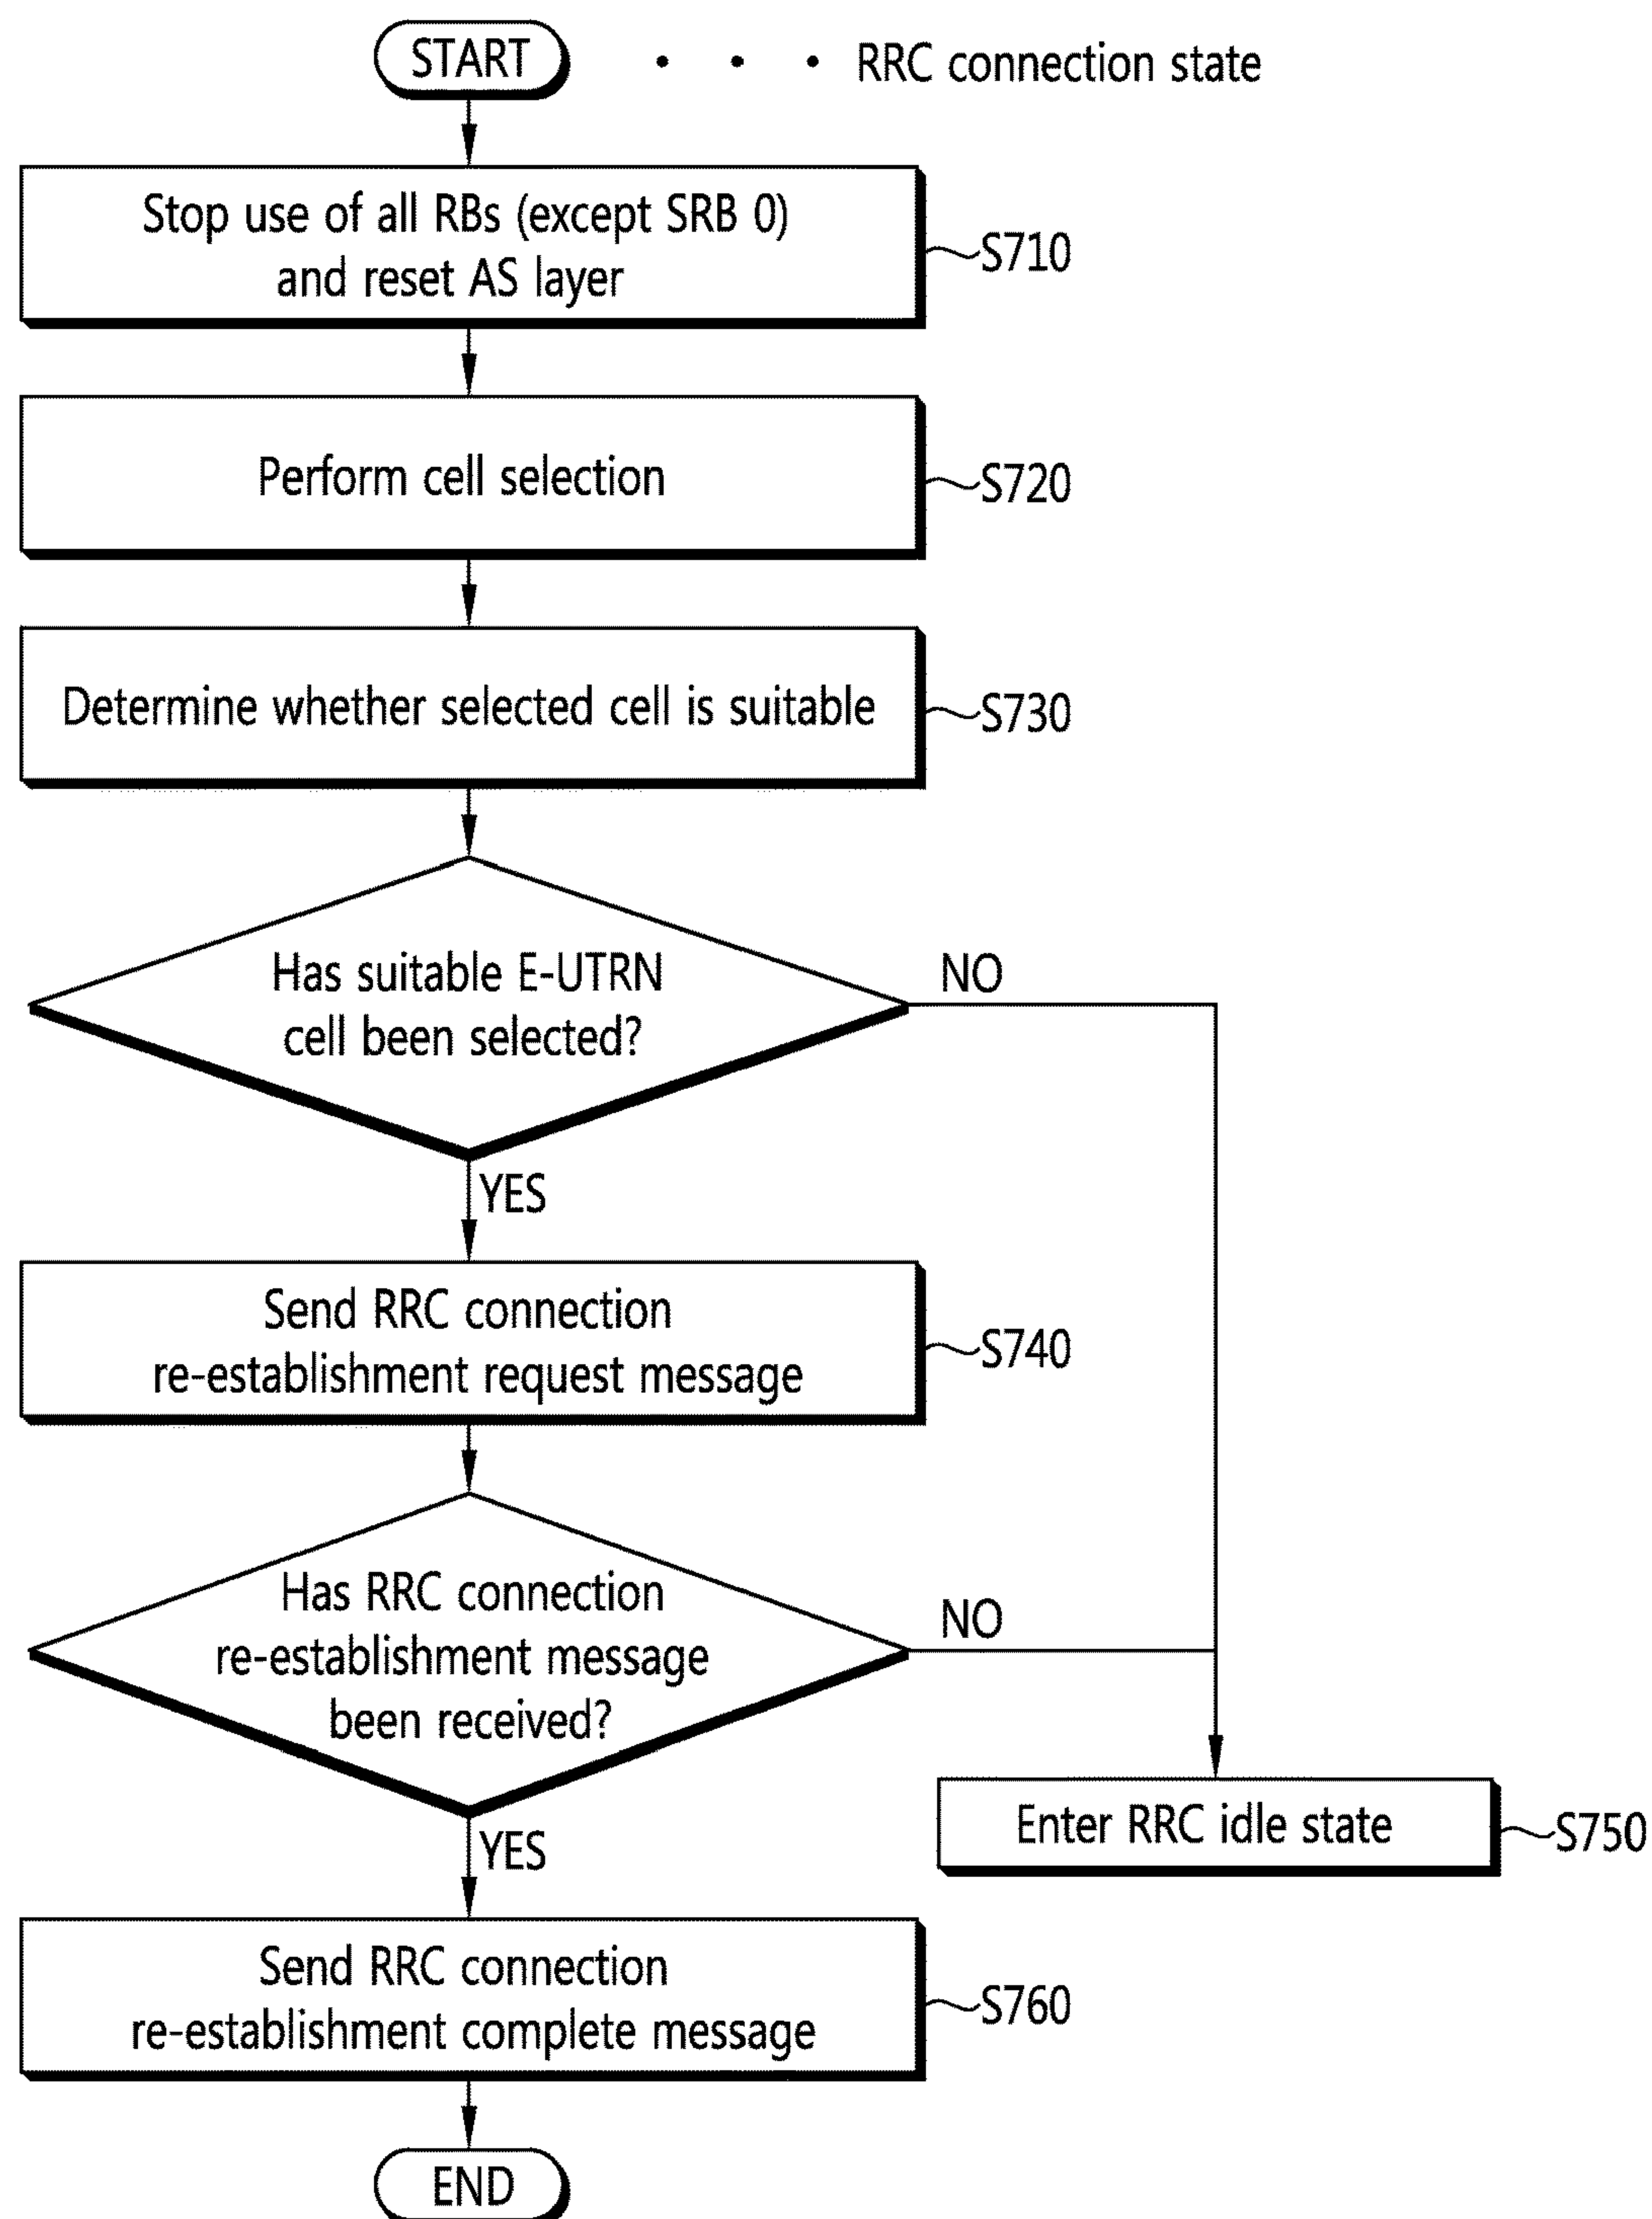 START
· · · RRC connection state
Stop use of all RBs (except SRB 0)
and reset AS layer
S710
Perform cell selection
S720
Determine whether selected cell is suitable
S730
Has suitable E-UTRN
cell been selected?
NO
YES
Send RRC connection
re-establishment request message
S740
Has RRC connection
re-establishment message
been received?
NO
YES
Enter RRC idle state
S750
Send RRC connection
re-establishment complete message
S760
END